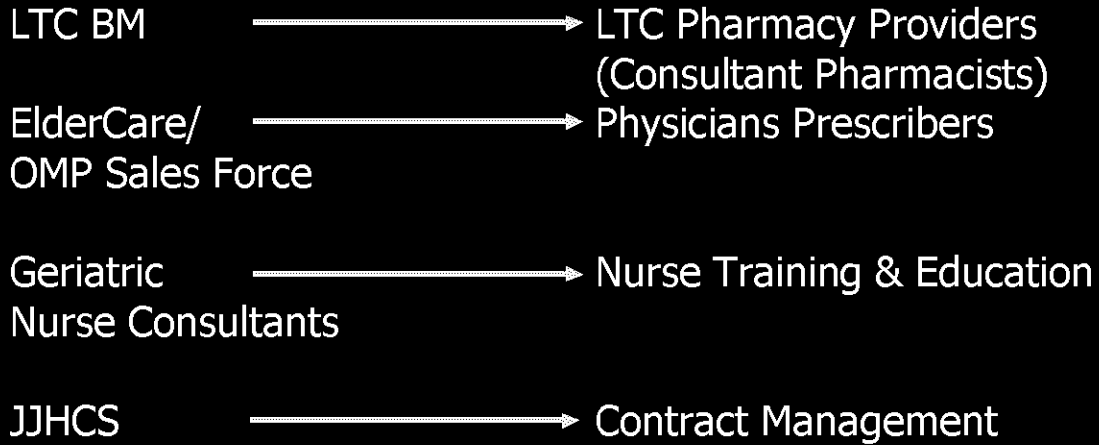 LTC BM LTC Pharmacy Providers
(Consultant Pharmacists)
ElderCare/ Physicians Prescribers
OMP Sales Force
Geriatric Nurse Training & Education
Nurse Consultants
JJHCS Contract Management